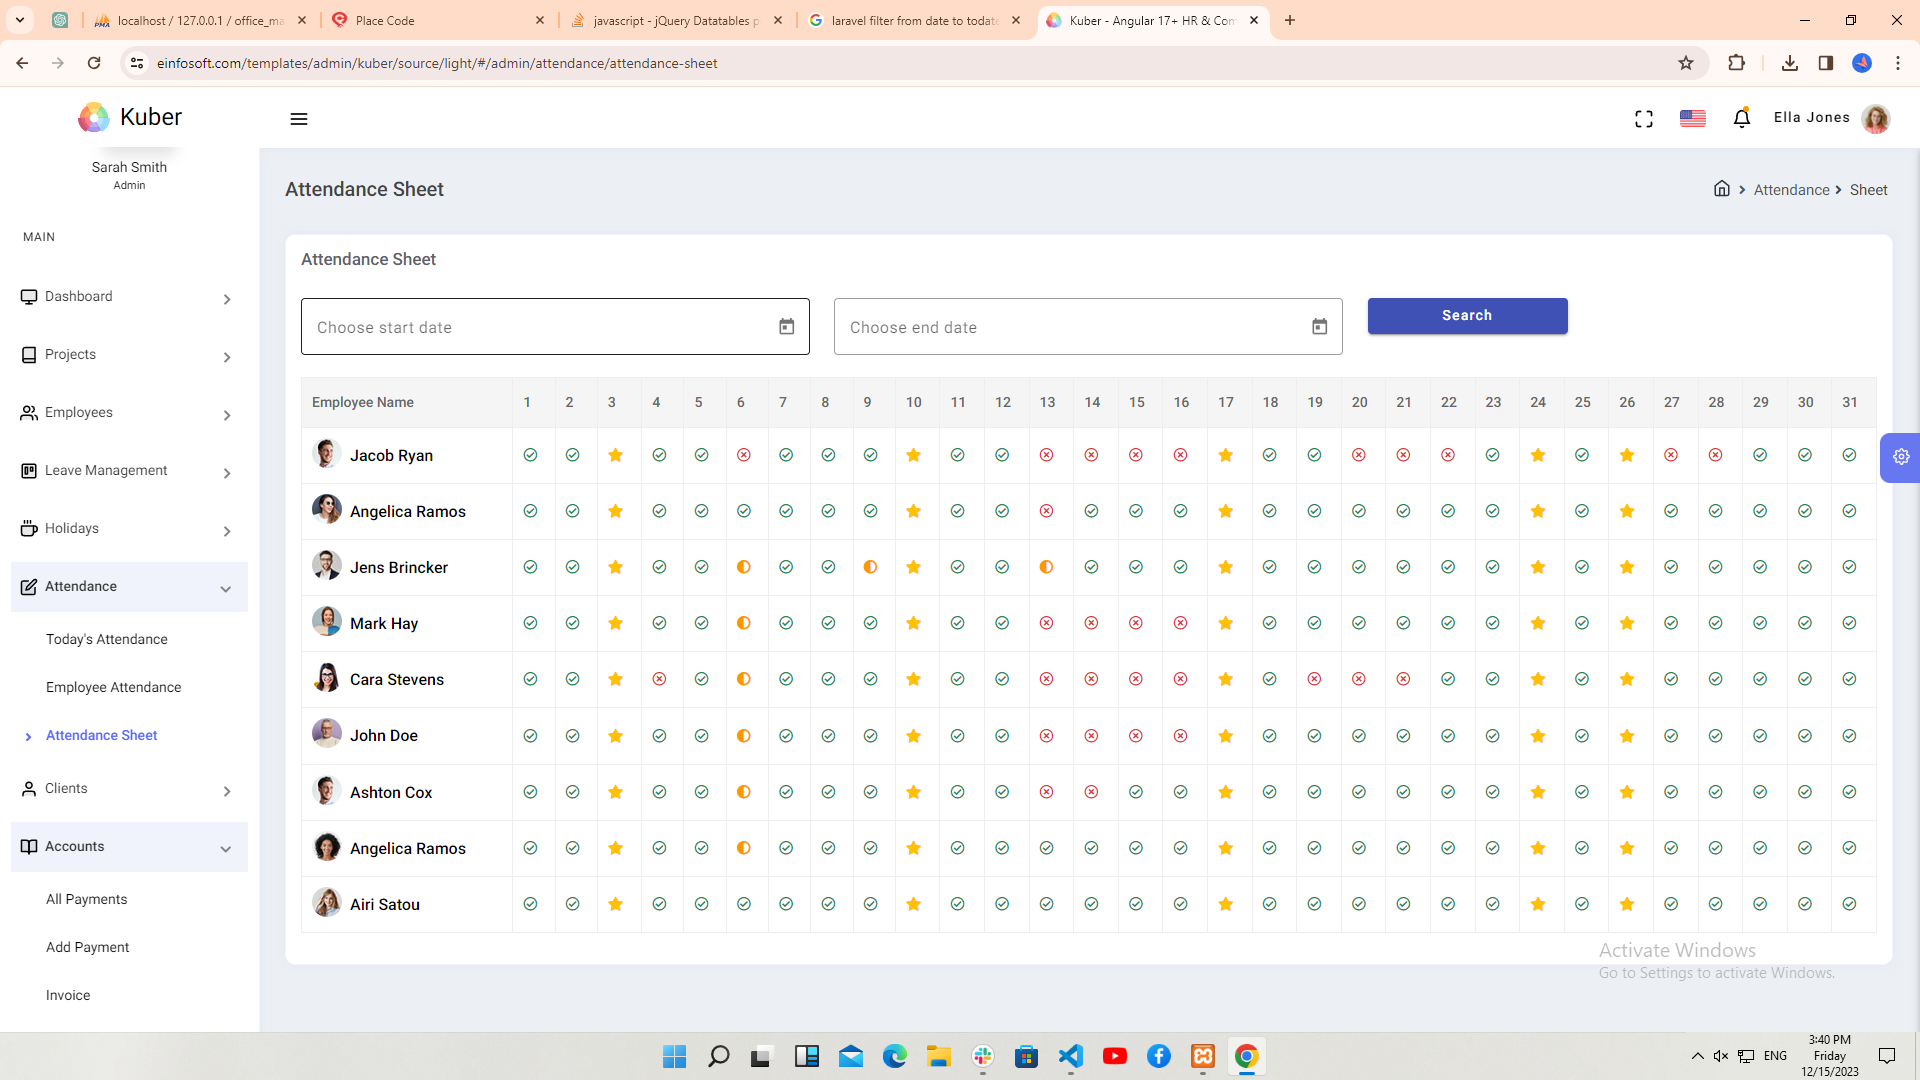 localhost / 127.0.0.1 / office_ma
Place Code
javascript - jQuery Datatables p
laravel filter from date to todate
Kuber - Angular 17+ HR & Com
einfosoft.com/templates/admin/kuber/source/light/#/admin/attendance/attendance-sheet
Kuber
Ella Jones
Sarah Smith
Admin
MAIN
Dashboard
Projects
Employees
Leave Management
Holidays
Attendance
Today's Attendance
Employee Attendance
Attendance Sheet
Clients
Accounts
All Payments
Add Payment
Invoice
Attendance Sheet
Attendance Sheet
Attendance Sheet
Choose start date Choose end date Search
Employee Name 1 2 3 4 5 6 7 8 9 10 11 12 13 14 15 16 17 18 19 20 21 22 23 24 25 26 27 28 29 30 31
Jacob Ryan
Angelica Ramos
Jens Brincker
Mark Hay
Cara Stevens
John Doe
Ashton Cox
Angelica Ramos
Airi Satou
Activate Windows
Go to Settings to activate Windows.
ENG
3:40 PM
Friday
12/15/2023